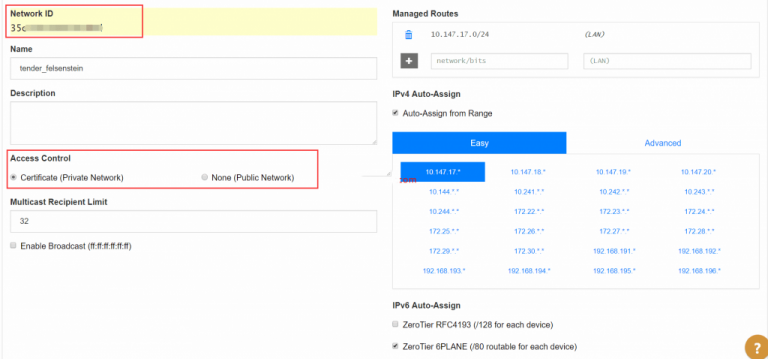 Network ID
35c
Name
tender_felsenstein
Description
Access Control
Certificate (Private Network)
None (Public Network)
Multicast Recipient Limit
32
Enable Broadcast (ff:ff:ff:ff:ff:ff)
Managed Routes
10.147.17.0/24
(LAN)
+
network/bits
(LAN)
IPv4 Auto-Assign
Auto-Assign from Range
Easy
Advanced
10.147.17.*
10.147.18.*
10.147.19.*
10.147.20.*
10.144.*.*
10.241.*.*
10.242.*.*
10.243.*.*
10.244.*.*
172.22.*.*
172.23.*.*
172.24.*.*
172.25.*.*
172.26.*.*
172.27.*.*
172.28.*.*
172.29.*.*
172.30.*.*
192.168.191.*
192.168.192.*
192.168.193.*
192.168.194.*
192.168.195.*
192.168.196.*
IPv6 Auto-Assign
ZeroTier RFC4193 (/128 for each device)
ZeroTier 6PLANE (/80 routable for each device)
?